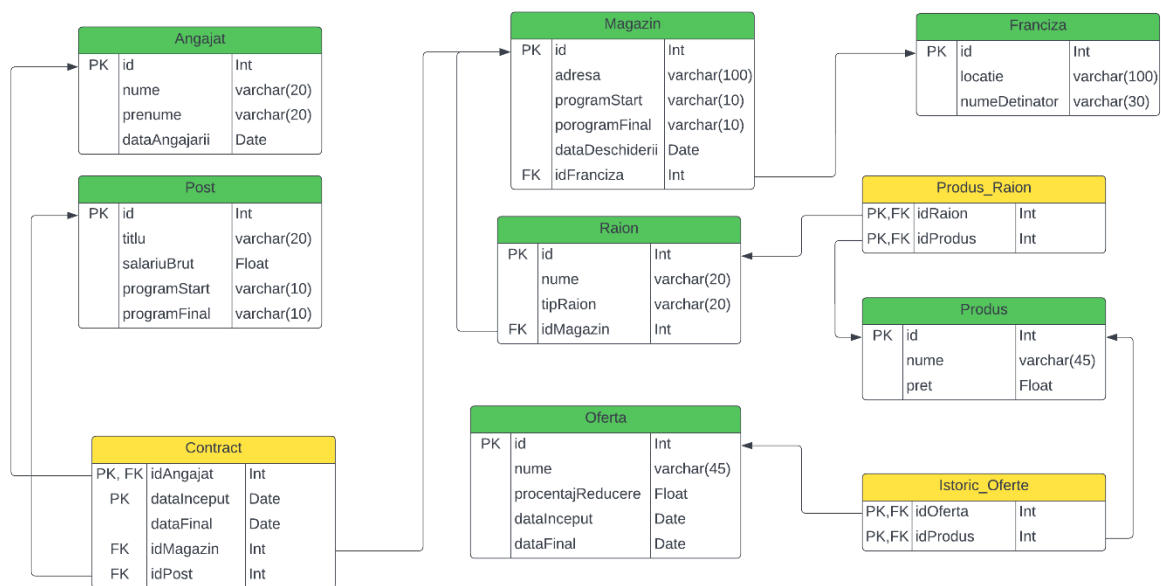 Angajat
PK id Int
nume varchar(20)
prenume varchar(20)
dataAngajarii Date
Post
PK id Int
titlu varchar(20)
salariuBrut Float
programStart varchar(10)
programFinal varchar(10)
Contract
PK, FK idAngajat Int
PK dataInceput Date
dataFinal Date
FK idMagazin Int
FK idPost Int
Magazin
PK id Int
adresa varchar(100)
programStart varchar(10)
porogramFinal varchar(10)
dataDeschiderii Date
FK idFranciza Int
Raion
PK id Int
nume varchar(20)
tipRaion varchar(20)
FK idMagazin Int
Oferta
PK id Int
nume varchar(45)
procentajReducere Float
dataInceput Date
dataFinal Date
Franciza
PK id Int
locatie varchar(100)
numeDetinator varchar(30)
Produs_Raion
PK,FK idRaion Int
PK,FK idProdus Int
Produs
PK id Int
nume varchar(45)
pret Float
Istoric_Oferte
PK,FK idOferta Int
PK,FK idProdus Int